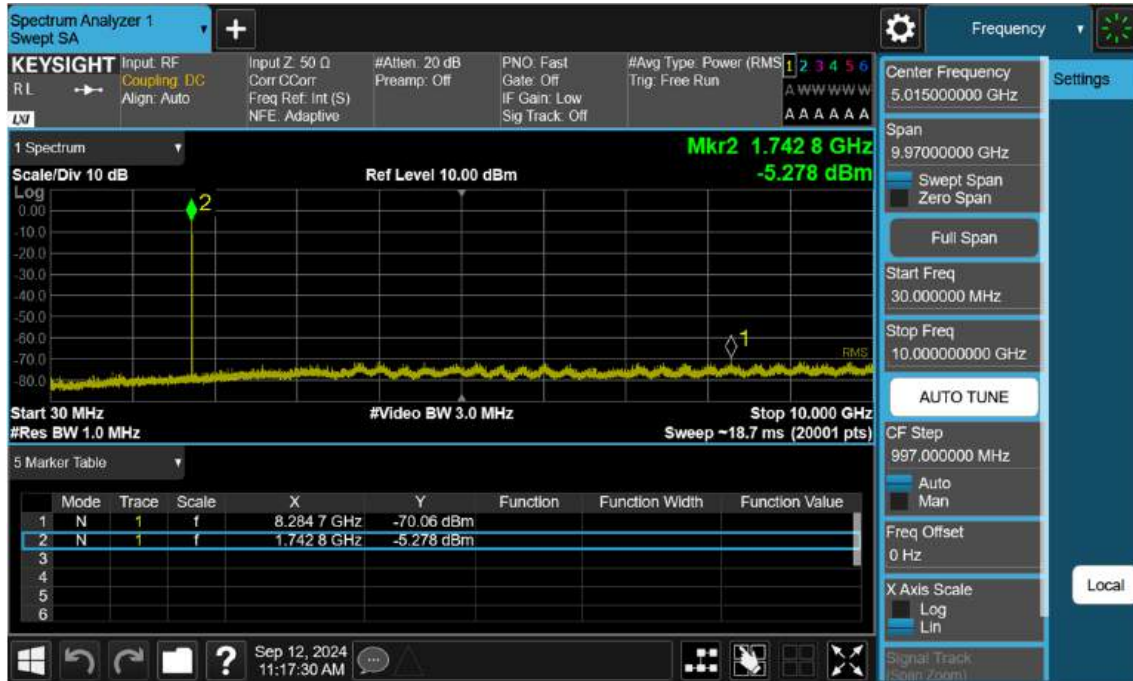 Spectrum Analyzer 1
Swept SA
Frequency
KEYSIGHT
R L
LXI
Input: RF
Coupling: DC
Align: Auto
Input Z: 50 Ω
Corr CCorr
Freq Ref: Int (S)
NFE: Adaptive
#Atten: 20 dB
Preamp: Off
PNO: Fast
Gate: Off
IF Gain: Low
Sig Track: Off
#Avg Type: Power (RMS
Trig: Free Run
1 2 3 4 5 6
A W W W W W
A A A A A A
1 Spectrum
Scale/Div 10 dB
Ref Level 10.00 dBm
Mkr2 1.742 8 GHz
-5.278 dBm
Log
0.00
-10.0
-20.0
-30.0
-40.0
-50.0
-60.0
-70.0
-80.0
2
1
RMS
Start 30 MHz
#Video BW 3.0 MHz
Stop 10.000 GHz
#Res BW 1.0 MHz
Sweep ~18.7 ms (20001 pts)
5 Marker Table
Mode Trace Scale X Y Function Function Width Function Value
1 N 1 f 8.284 7 GHz -70.06 dBm
2 N 1 f 1.742 8 GHz -5.278 dBm
3
4
5
6
Sep 12, 2024
11:17:30 AM
Center Frequency
5.015000000 GHz
Settings
Span
9.97000000 GHz
Swept Span
Zero Span
Full Span
Start Freq
30.000000 MHz
Stop Freq
10.000000000 GHz
AUTO TUNE
CF Step
997.000000 MHz
Auto
Man
Freq Offset
0 Hz
X Axis Scale
Log
Lin
Local
Signal Track
(Span Zoom)